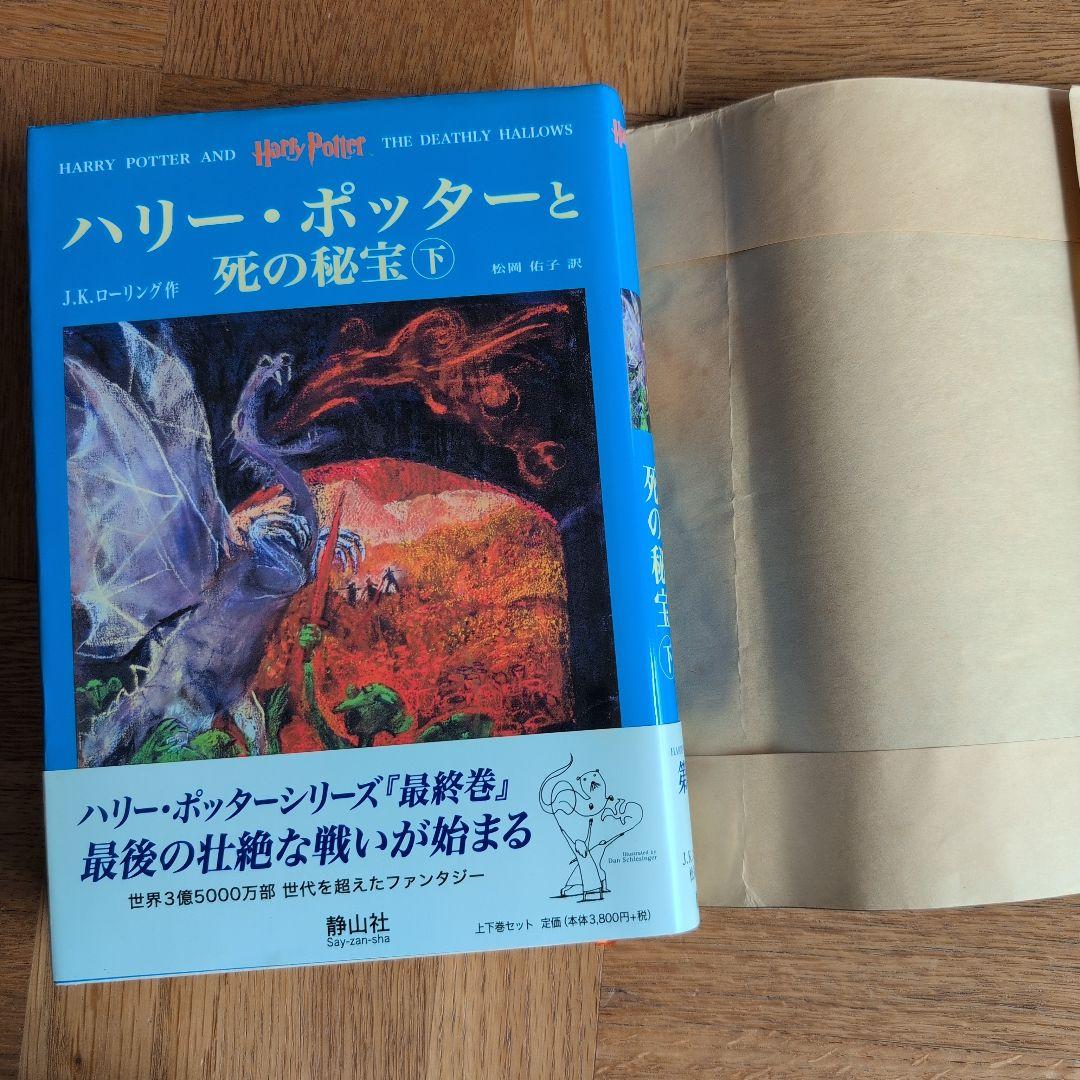 HARRY POTTER AND Harry Potter THE DEATHLY HALLOWS
ハリー・ポッターと
死の秘宝下
J.K.ローリング作
松岡 佑子 訳
ハリー・ポッターシリーズ『最終巻』
最後の壮絶な戦いが始まる
世界3億5000万部 世代を超えたファンタジー
Illustrated by
Dan Schlesinger
静山社
Say-zan-sha
上下巻セット 定価(本体3,800円+税)
死の秘宝下